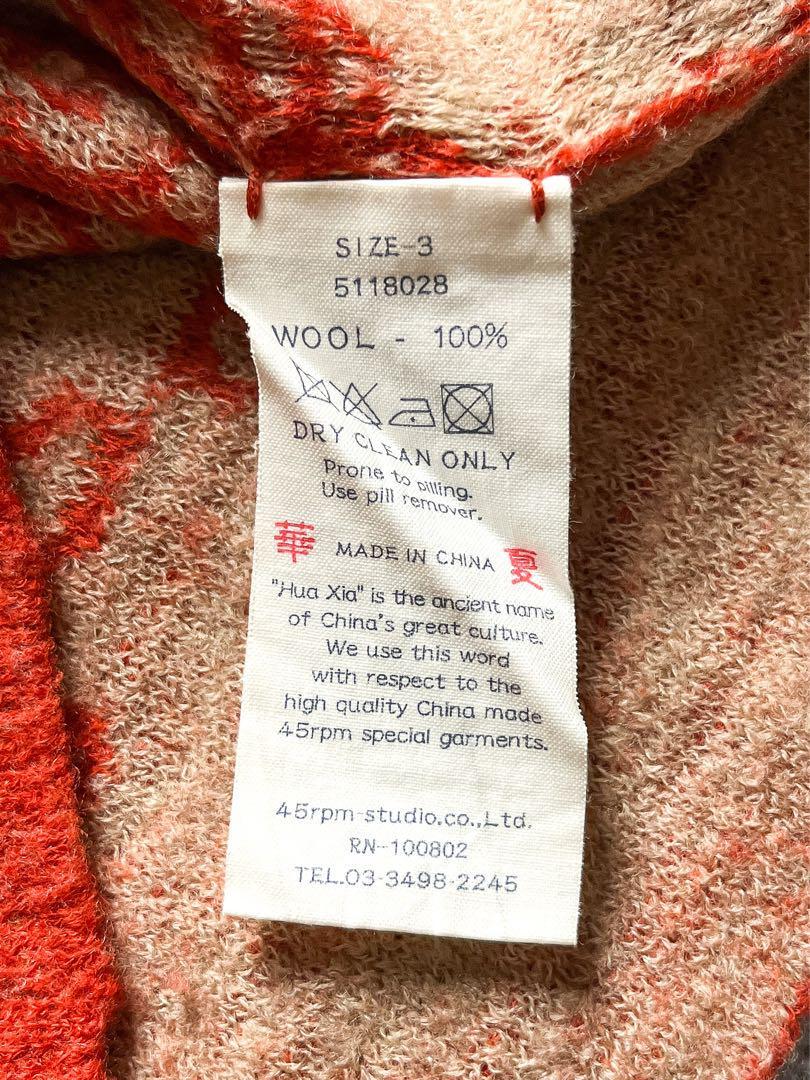 SIZE-3
5118028
WOOL - 100%
DRY CLEAN ONLY
Prone to pilling.
Use pill remover.
華 MADE IN CHINA 夏
"Hua Xia" is the ancient name
of China's great culture.
We use this word
with respect to the
high quality China made
45rpm special garments.
45rpm-studio.co.,Ltd.
RN-100802
TEL.03-3498-2245